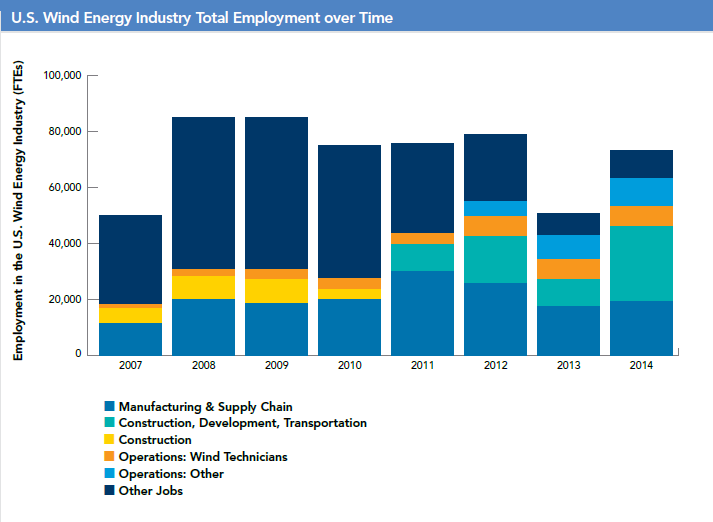 U.S. Wind Energy Industry Total Employment over Time
Employment in the U.S. Wind Energy Industry (FTEs)
100,000
80,000
60,000
40,000
20,000
0
2007 2008 2009 2010 2011 2012 2013 2014
Manufacturing & Supply Chain
Construction, Development, Transportation
Construction
Operations: Wind Technicians
Operations: Other
Other Jobs